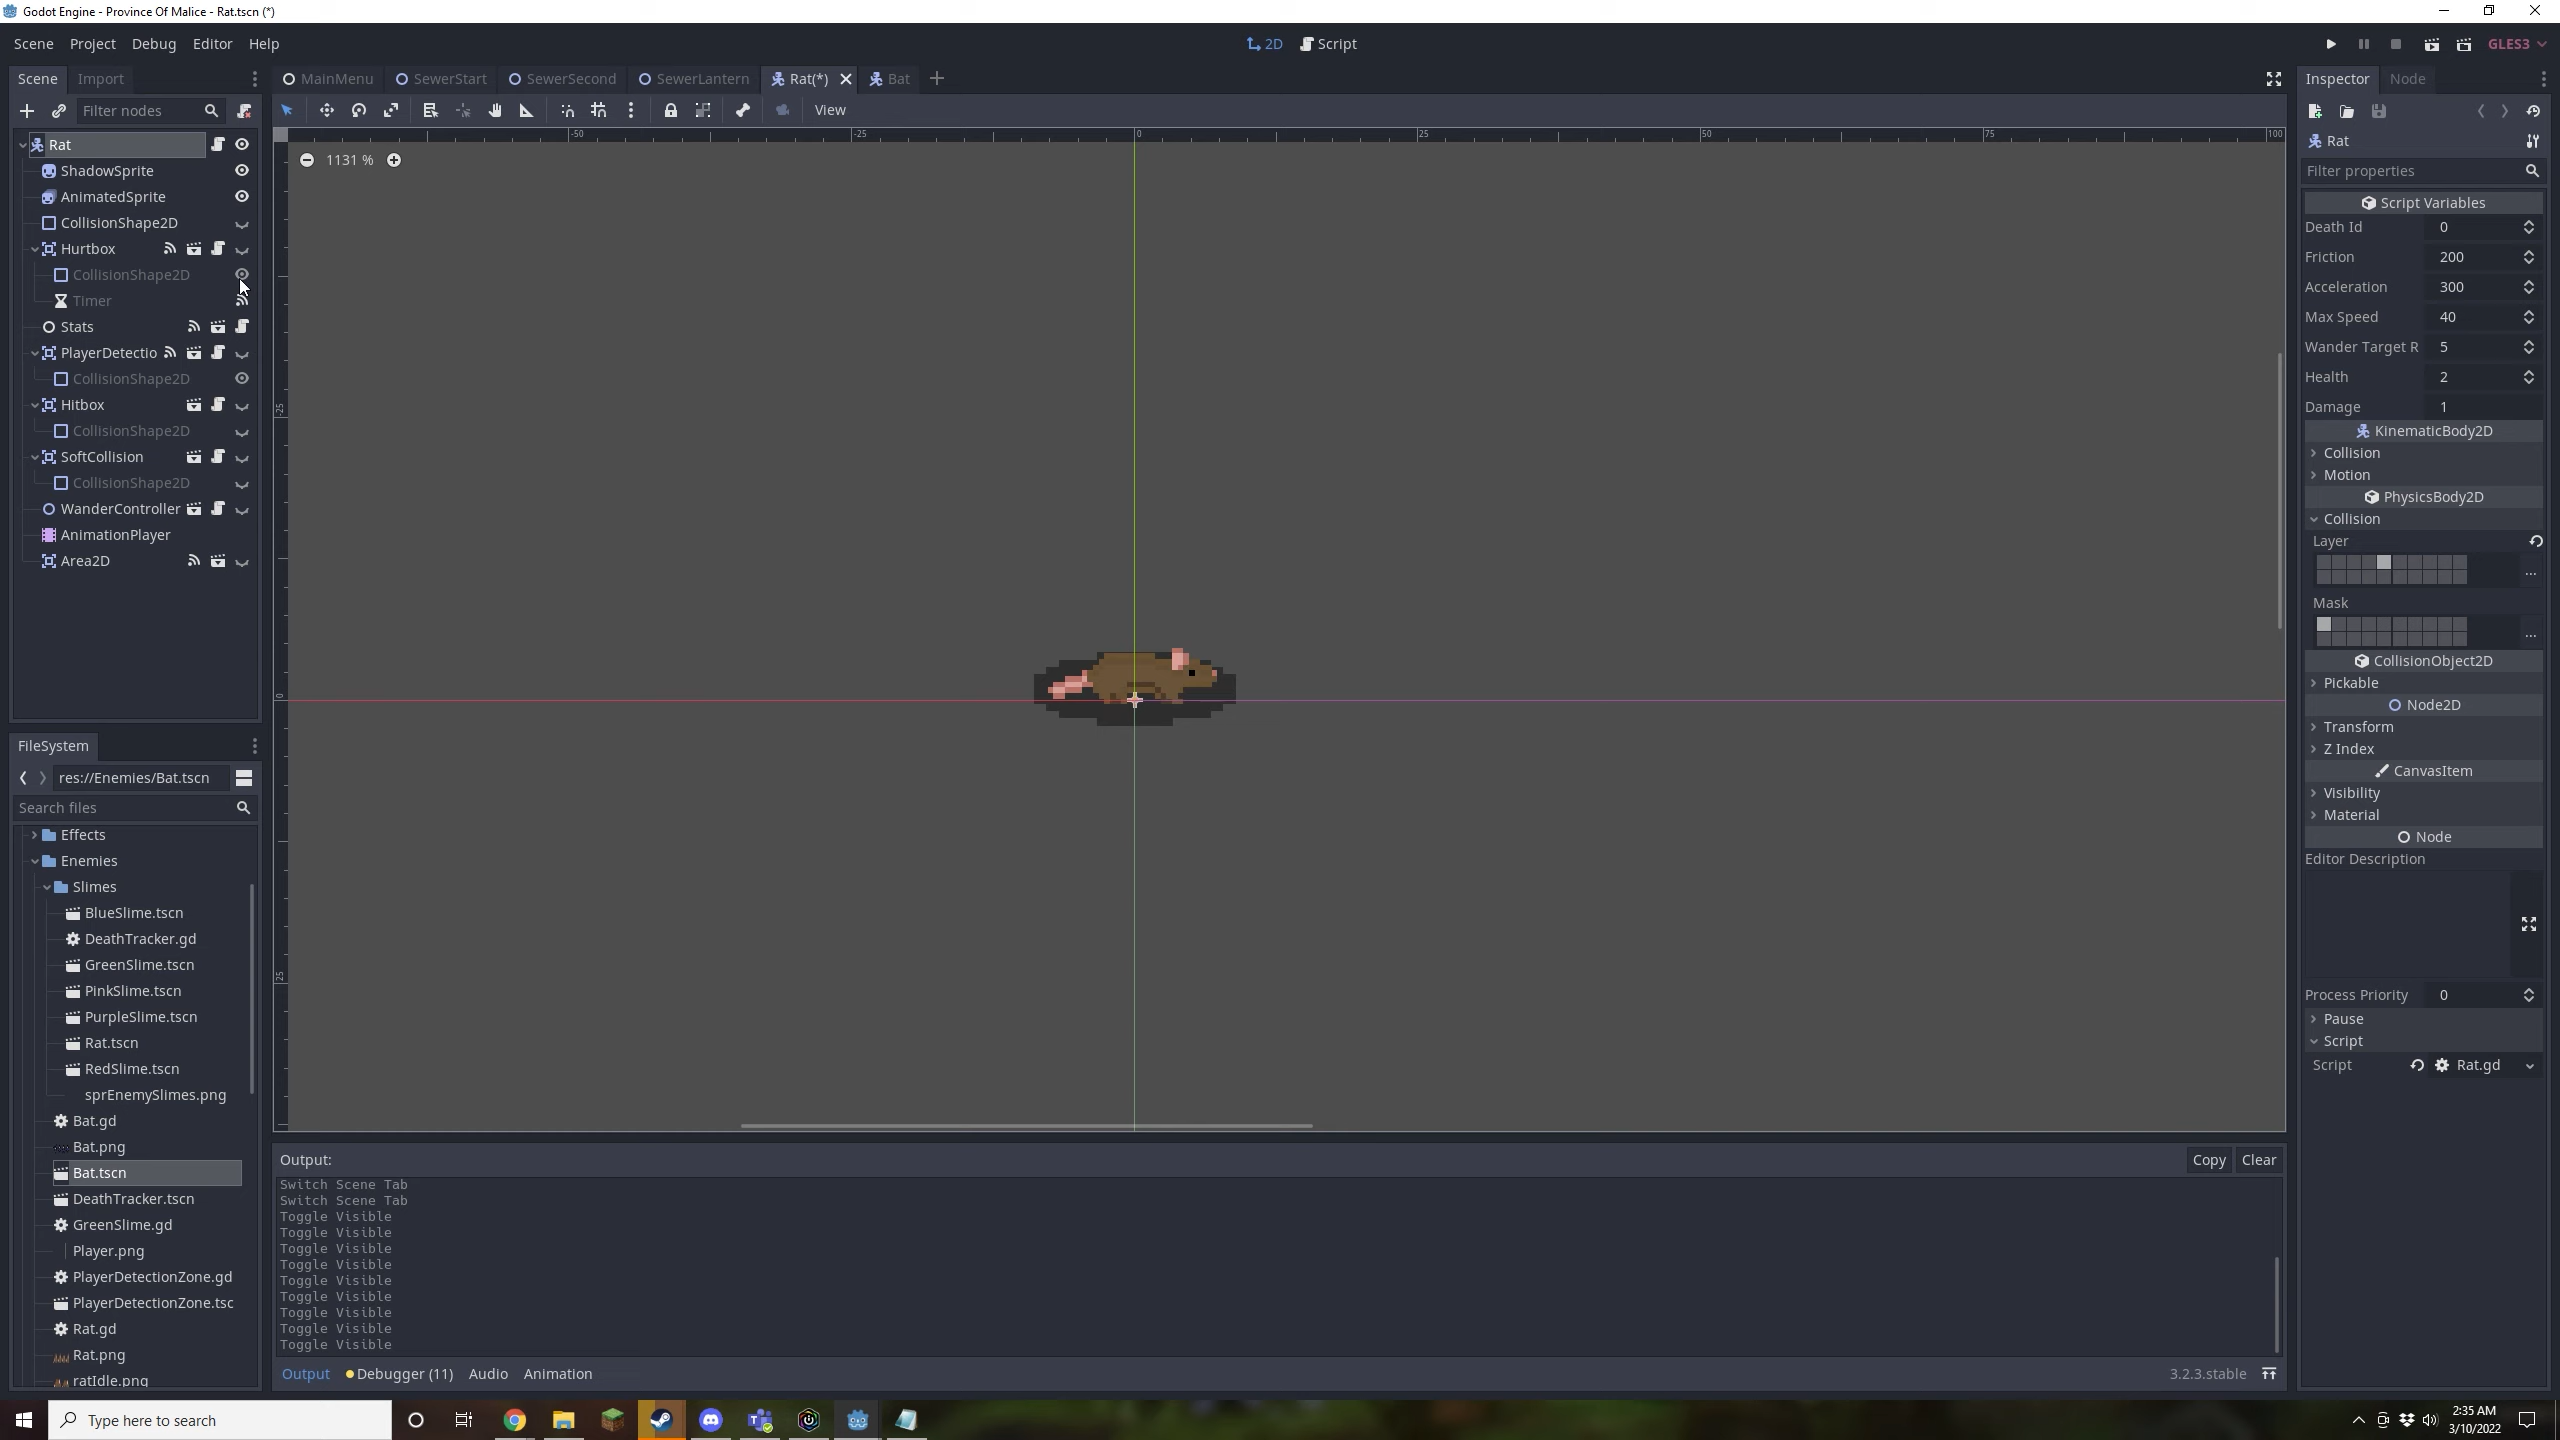 Godot Engine - Province Of Malice - Rat.tscn (*)
Scene Project Debug Editor Help
2D Script
GLES3
Scene Import
MainMenu SewerStart SewerSecond SewerLantern Rat(*) Bat
Inspector Node
Filter nodes
View
Rat
ShadowSprite
AnimatedSprite
CollisionShape2D
Hurtbox
CollisionShape2D
Timer
Stats
PlayerDetectio
CollisionShape2D
Hitbox
CollisionShape2D
SoftCollision
CollisionShape2D
WanderController
AnimationPlayer
Area2D
FileSystem
res://Enemies/Bat.tscn
Search files
Effects
Enemies
Slimes
BlueSlime.tscn
DeathTracker.gd
GreenSlime.tscn
PinkSlime.tscn
PurpleSlime.tscn
Rat.tscn
RedSlime.tscn
sprEnemySlimes.png
Bat.gd
Bat.png
Bat.tscn
DeathTracker.tscn
GreenSlime.gd
Player.png
PlayerDetectionZone.gd
PlayerDetectionZone.tsc
Rat.gd
Rat.png
ratIdle.png
-50 -25 0 25 50 75 100
1131 %
-25
0
25
Output:
Copy Clear
Switch Scene Tab
Switch Scene Tab
Toggle Visible
Toggle Visible
Toggle Visible
Toggle Visible
Toggle Visible
Toggle Visible
Toggle Visible
Toggle Visible
Toggle Visible
Output Debugger (11) Audio Animation
3.2.3.stable
Rat
Filter properties
Script Variables
Death Id 0
Friction 200
Acceleration 300
Max Speed 40
Wander Target R 5
Health 2
Damage 1
KinematicBody2D
Collision
Motion
PhysicsBody2D
Collision
Layer
...
Mask
...
CollisionObject2D
Pickable
Node2D
Transform
Z Index
CanvasItem
Visibility
Material
Node
Editor Description
Process Priority 0
Pause
Script
Script Rat.gd
Type here to search
2:35 AM
3/10/2022